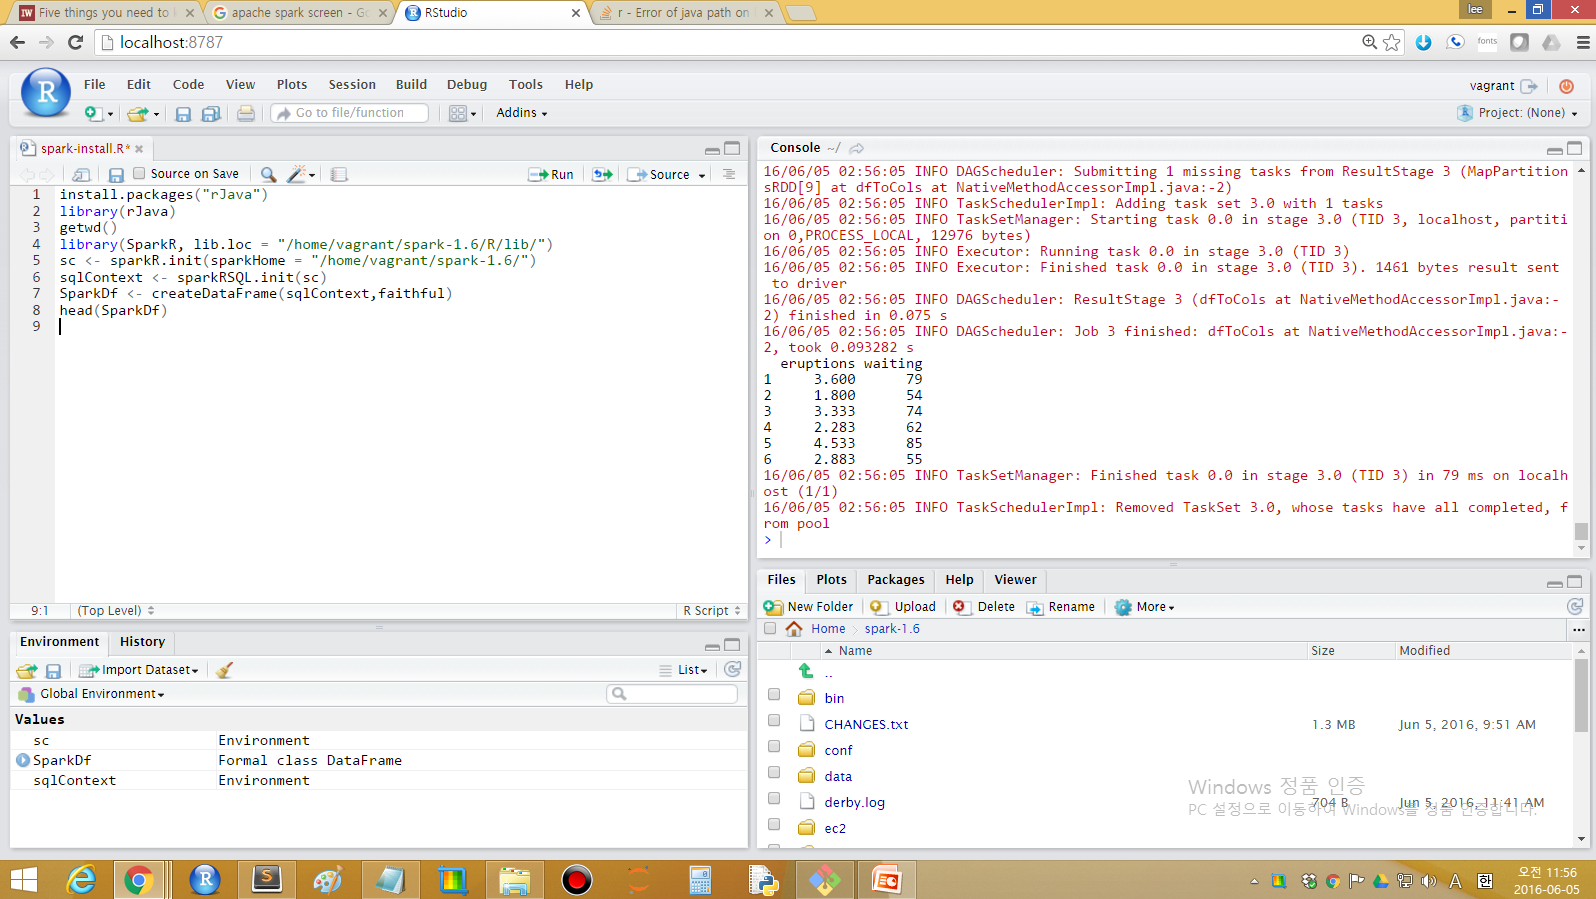 Five things you need to
apache spark screen - Go
RStudio
r - Error of java path on
lee
localhost:8787
fonts
R
File Edit Code View Plots Session Build Debug Tools Help
vagrant
Go to file/function
Addins
Project: (None)
spark-install.R*
Source on Save
Run
Source
1 install.packages("rJava")
2 library(rJava)
3 getwd()
4 library(SparkR, lib.loc = "/home/vagrant/spark-1.6/R/lib/")
5 sc <- sparkR.init(sparkHome = "/home/vagrant/spark-1.6/")
6 sqlContext <- sparkRSQL.init(sc)
7 SparkDf <- createDataFrame(sqlContext,faithful)
8 head(SparkDf)
9
9:1 (Top Level) R Script
Environment History
Import Dataset
List
Global Environment
Values
sc Environment
SparkDf Formal class DataFrame
sqlContext Environment
Console ~/
16/06/05 02:56:05 INFO DAGScheduler: Submitting 1 missing tasks from ResultStage 3 (MapPartition
sRDD[9] at dfToCols at NativeMethodAccessorImpl.java:-2)
16/06/05 02:56:05 INFO TaskSchedulerImpl: Adding task set 3.0 with 1 tasks
16/06/05 02:56:05 INFO TaskSetManager: Starting task 0.0 in stage 3.0 (TID 3, localhost, partiti
on 0,PROCESS_LOCAL, 12976 bytes)
16/06/05 02:56:05 INFO Executor: Running task 0.0 in stage 3.0 (TID 3)
16/06/05 02:56:05 INFO Executor: Finished task 0.0 in stage 3.0 (TID 3). 1461 bytes result sent
to driver
16/06/05 02:56:05 INFO DAGScheduler: ResultStage 3 (dfToCols at NativeMethodAccessorImpl.java:-
2) finished in 0.075 s
16/06/05 02:56:05 INFO DAGScheduler: Job 3 finished: dfToCols at NativeMethodAccessorImpl.java:-
2, took 0.093282 s
eruptions waiting
1 3.600 79
2 1.800 54
3 3.333 74
4 2.283 62
5 4.533 85
6 2.883 55
16/06/05 02:56:05 INFO TaskSetManager: Finished task 0.0 in stage 3.0 (TID 3) in 79 ms on localh
ost (1/1)
16/06/05 02:56:05 INFO TaskSchedulerImpl: Removed TaskSet 3.0, whose tasks have all completed, f
rom pool
>
Files Plots Packages Help Viewer
New Folder Upload Delete Rename More
Home spark-1.6
Name Size Modified
..
bin
CHANGES.txt 1.3 MB Jun 5, 2016, 9:51 AM
conf
data
Windows 정품 인증
derby.log 704 B Jun 5, 2016, 11:41 AM
PC 설정으로 이동하여 Windows를 정품 인증합니다.
ec2
A 한
오전 11:56
2016-06-05